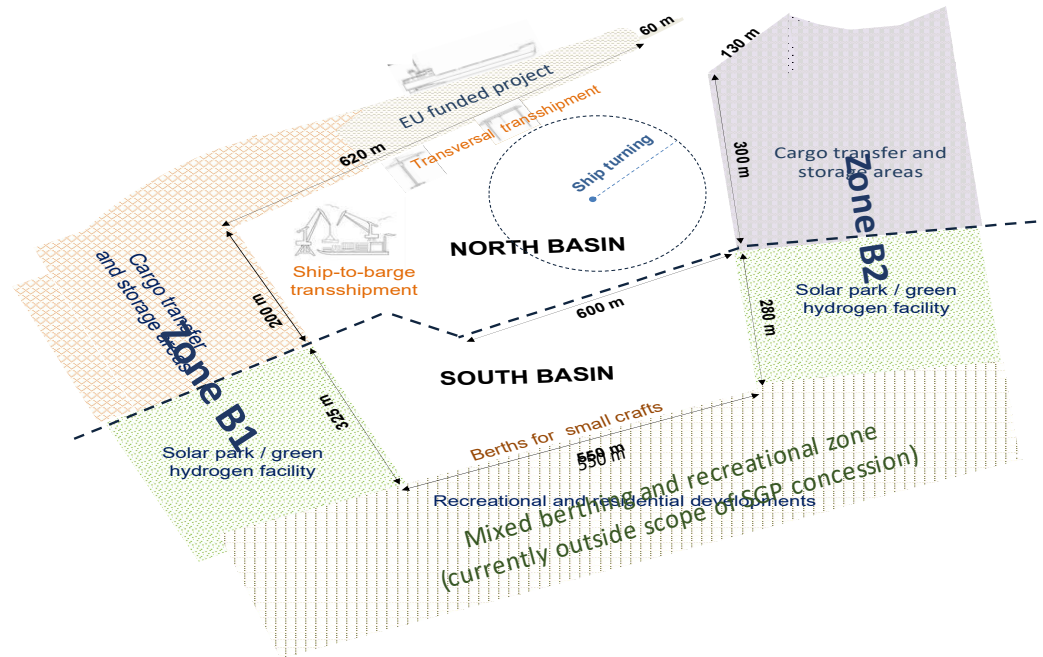 60 m
130 m
EU funded project
Transversal transshipment
620 m
Ship turning
300 m
Cargo transfer and
storage areas
Zone B2
NORTH BASIN
Ship-to-barge
transshipment
Cargo transfer
and storage areas
200 m
Zone B1
600 m
280 m
Solar park / green
hydrogen facility
SOUTH BASIN
325 m
Berths for small crafts
550 m
550 m
Solar park / green
hydrogen facility
Recreational and residential developments
Mixed berthing and recreational zone
(currently outside scope of SGP concession)